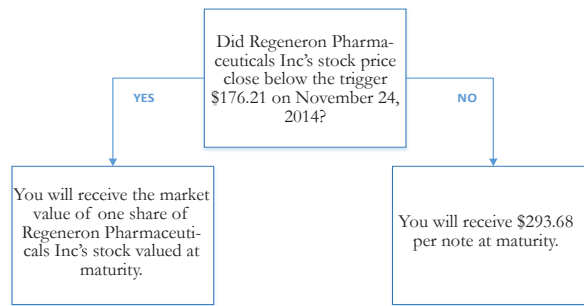 Did Regeneron Pharma-
ceuticals Inc's stock price
close below the trigger
$176.21 on November 24,
2014?
YES
NO
You will receive the market
value of one share of
Regeneron Pharmaceuti-
cals Inc's stock valued at
maturity.
You will receive $293.68
per note at maturity.